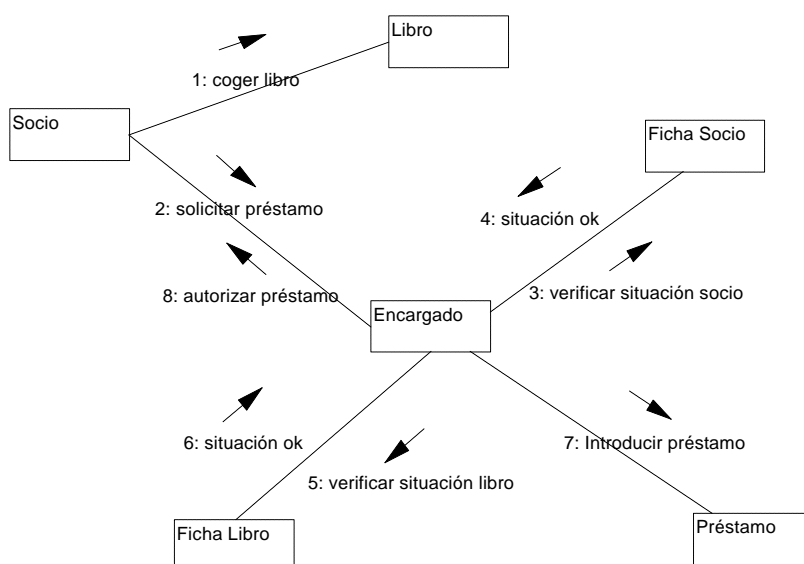 Libro
1: coger libro
Socio
Ficha Socio
2: solicitar préstamo
4: situación ok
8: autorizar préstamo
3: verificar situación socio
Encargado
6: situación ok
7: Introducir préstamo
5: verificar situación libro
Ficha Libro
Préstamo